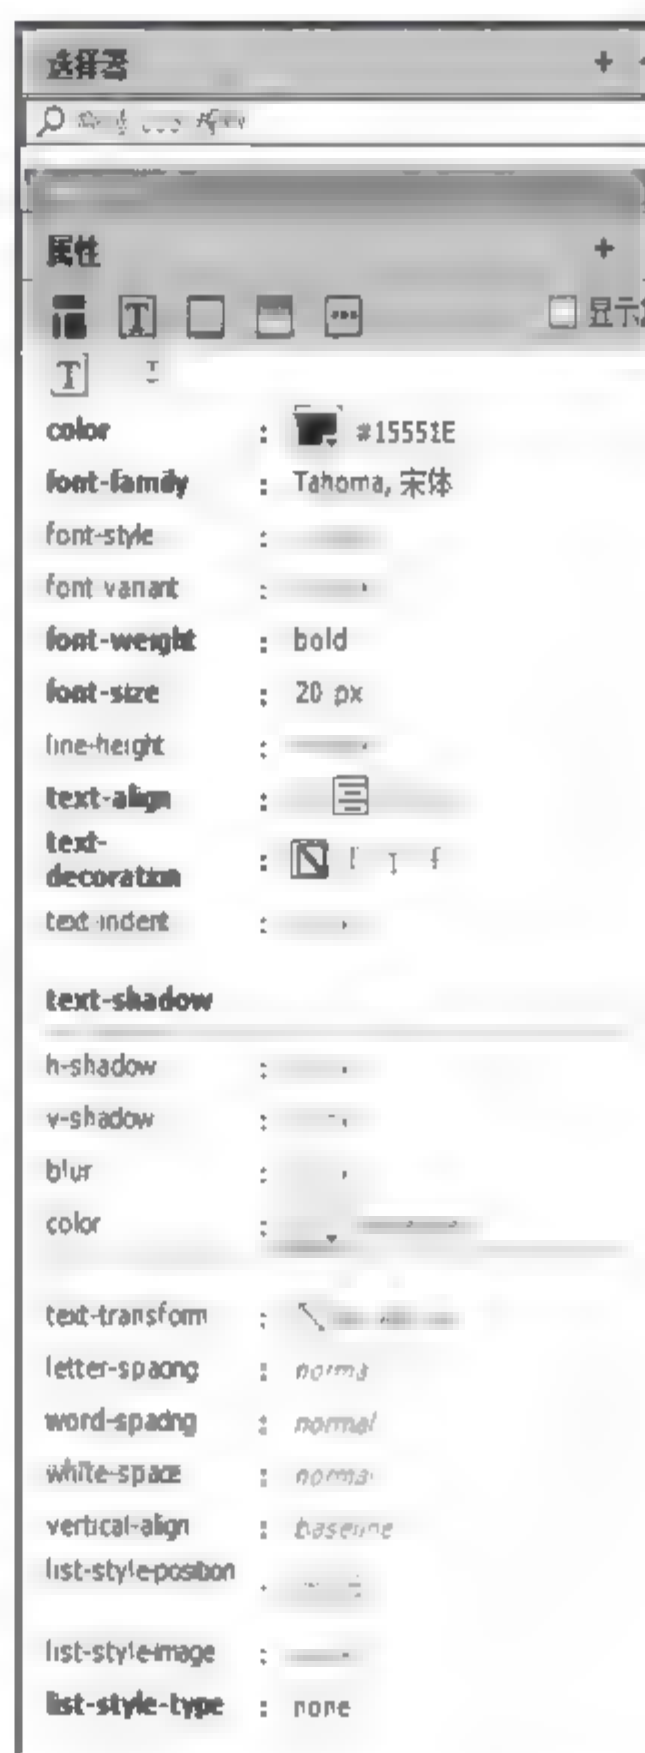 选择器
属性
显示
color : #15551E
font-family : Tahoma, 宋体
font-style :
font-variant :
font-weight : bold
font-size : 20 px
line-height :
text-align :
text-
decoration :
text-indent :
text-shadow
h-shadow :
v-shadow :
blur :
color :
text-transform :
letter-spacing : normal
word-spacing : normal
white-space : normal
vertical-align : baseline
list-style-position :
list-style-image :
list-style-type : none